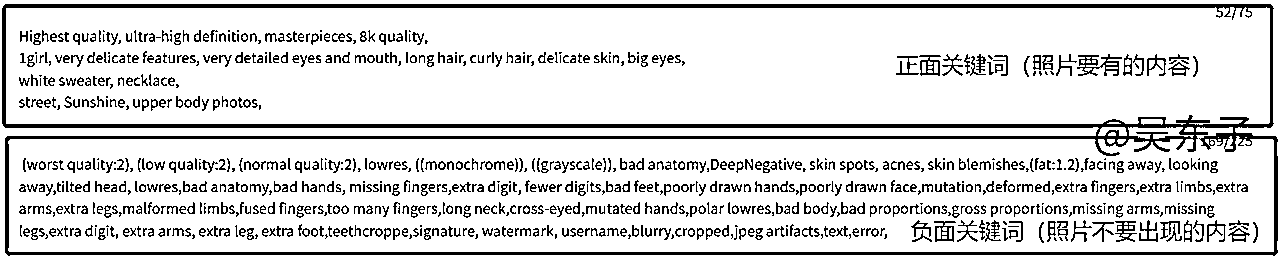 52/75
Highest quality, ultra-high definition, masterpieces, 8k quality,
1girl, very delicate features, very detailed eyes and mouth, long hair, curly hair, delicate skin, big eyes,
white sweater, necklace,
street, Sunshine, upper body photos,
正面关键词（照片要有的内容）
@吴东子
69/225
(worst quality:2), (low quality:2), (normal quality:2), lowres, ((monochrome)), ((grayscale)), bad anatomy,DeepNegative, skin spots, acnes, skin blemishes,(fat:1.2),facing away, looking
away,tilted head, lowres,bad anatomy,bad hands, missing fingers,extra digit, fewer digits,bad feet,poorly drawn hands,poorly drawn face,mutation,deformed,extra fingers,extra limbs,extra
arms,extra legs,malformed limbs,fused fingers,too many fingers,long neck,cross-eyed,mutated hands,polar lowres,bad body,bad proportions,gross proportions,missing arms,missing
legs,extra digit, extra arms, extra leg, extra foot,teethcroppe,signature, watermark, username,blurry,cropped,jpeg artifacts,text,error,
负面关键词（照片不要出现的内容）